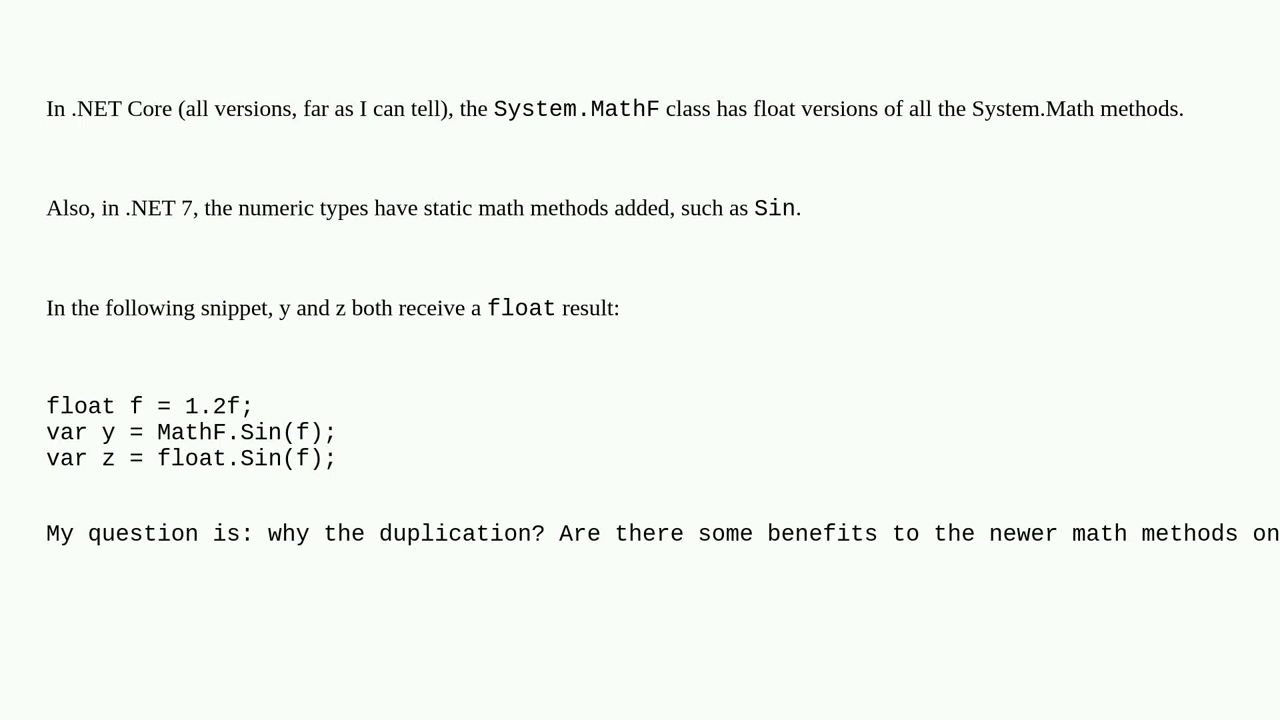 In .NET Core (all versions, far as I can tell), the System.MathF class has float versions of all the System.Math methods.
Also, in .NET 7, the numeric types have static math methods added, such as Sin.
In the following snippet, y and z both receive a float result:
float f = 1.2f;
var y = MathF.Sin(f);
var z = float.Sin(f);
My question is: why the duplication? Are there some benefits to the newer math methods on